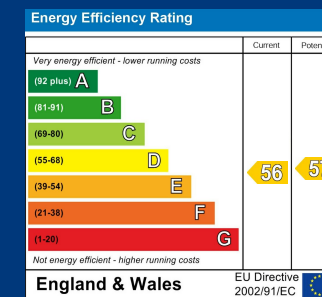 Energy Efficiency Rating
Current Poten
Very energy efficient - lower running costs
(92 plus) A
(81-91) B
(69-80) C
(55-68) D
56 5
(39-54) E
(21-38) F
(1-20) G
Not energy efficient - higher running costs
England & Wales
EU Directive
2002/91/EC